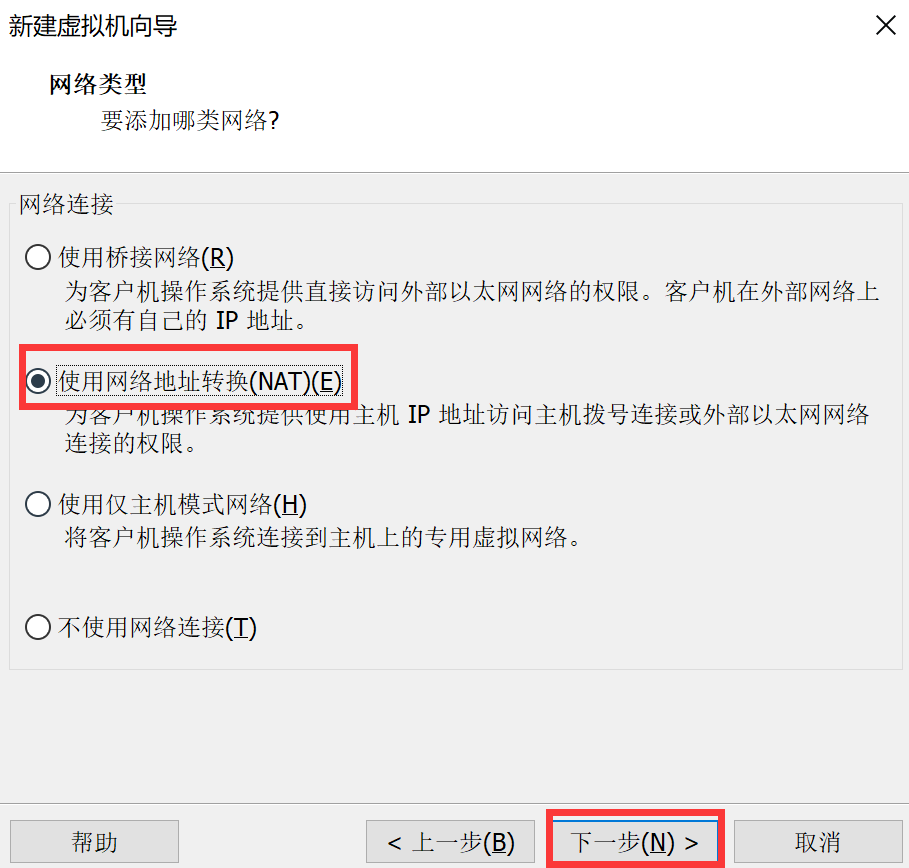 新建虚拟机向导
网络类型
要添加哪类网络?
网络连接
使用桥接网络(R)
为客户机操作系统提供直接访问外部以太网网络的权限。客户机在外部网络上
必须有自己的 IP 地址。
使用网络地址转换(NAT)(E)
为客户机操作系统提供使用主机 IP 地址访问主机拨号连接或外部以太网网络
连接的权限。
使用仅主机模式网络(H)
将客户机操作系统连接到主机上的专用虚拟网络。
不使用网络连接(T)
帮助
< 上一步(B)
下一步(N) >
取消